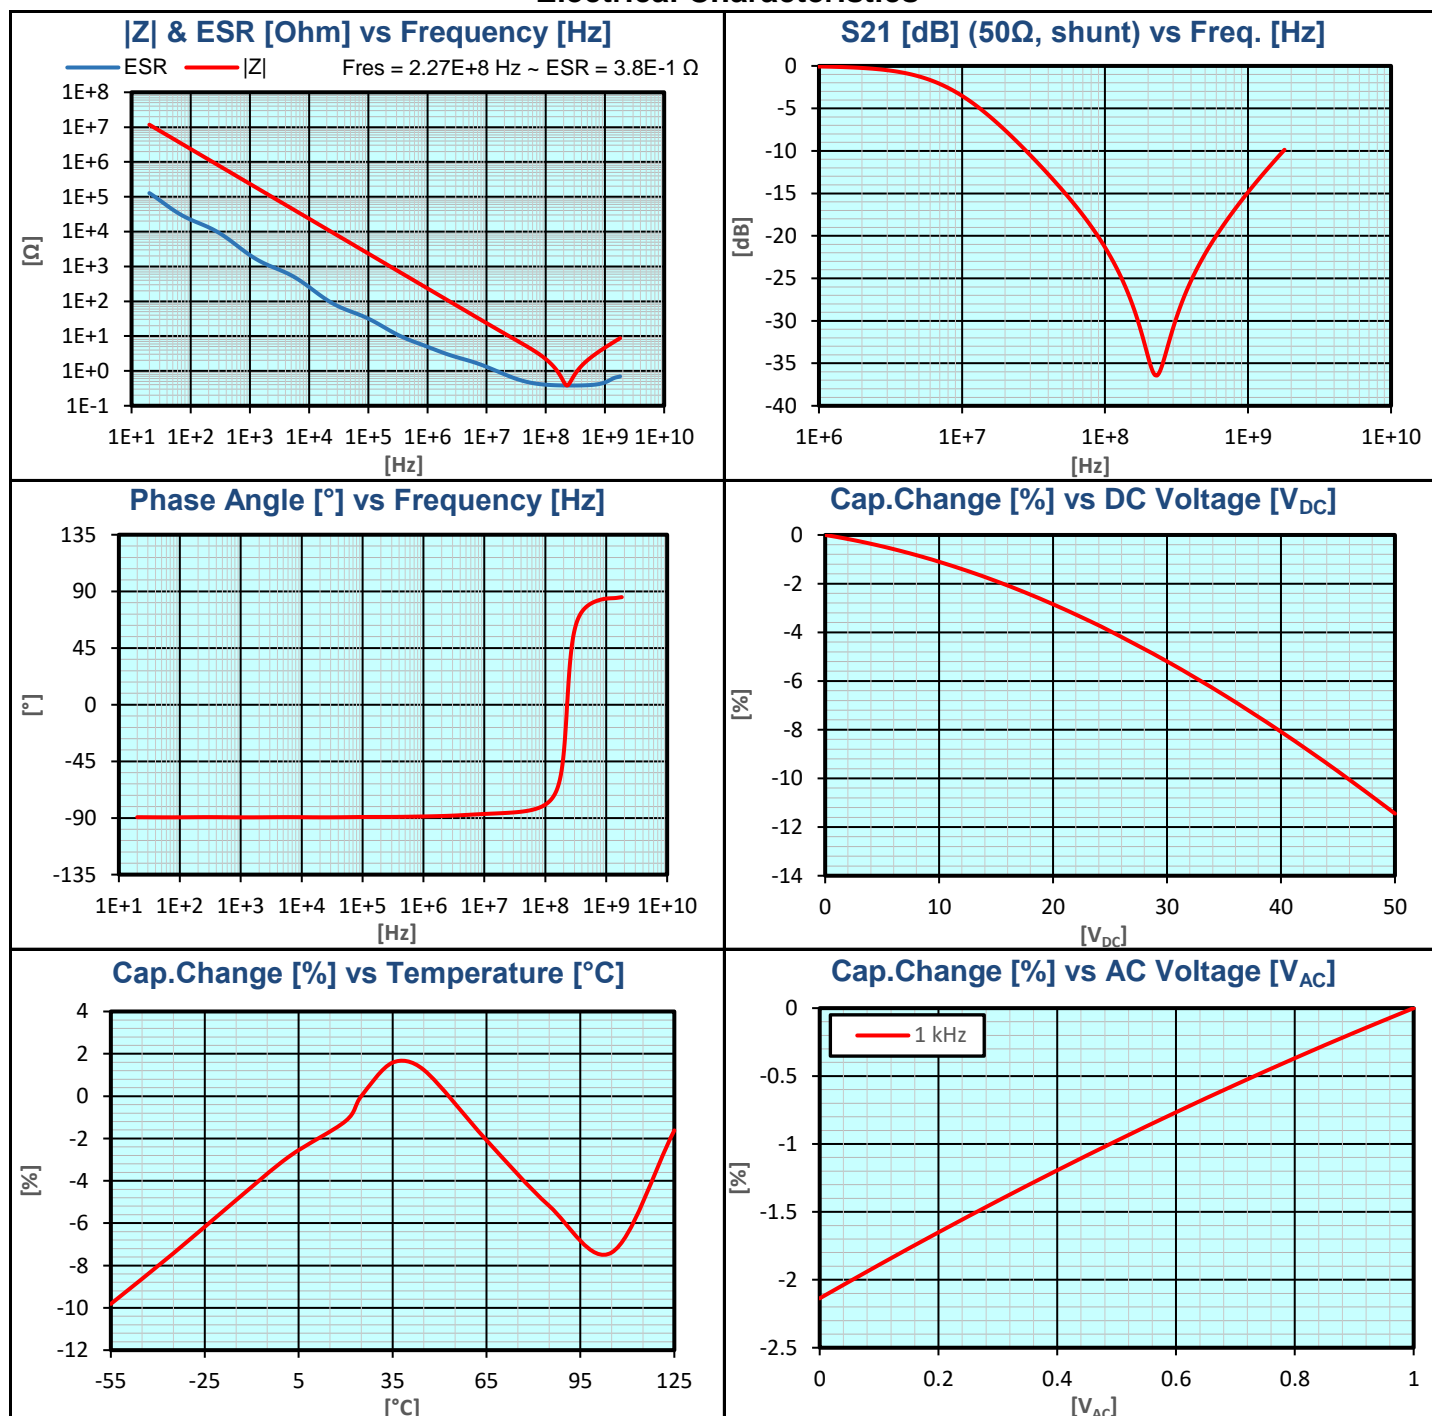 Electrical Characteristics
|Z| & ESR [Ohm] vs Frequency [Hz]
ESR |Z| Fres = 2.27E+8 Hz ~ ESR = 3.8E-1 Ω
1E+8
1E+7
1E+6
1E+5
1E+4
1E+3
1E+2
1E+1
1E+0
1E-1
[Ω]
1E+1 1E+2 1E+3 1E+4 1E+5 1E+6 1E+7 1E+8 1E+9 1E+10
[Hz]
S21 [dB] (50Ω, shunt) vs Freq. [Hz]
0
-5
-10
-15
-20
-25
-30
-35
-40
[dB]
1E+6 1E+7 1E+8 1E+9 1E+10
[Hz]
Phase Angle [°] vs Frequency [Hz]
135
90
45
0
-45
-90
-135
[°]
1E+1 1E+2 1E+3 1E+4 1E+5 1E+6 1E+7 1E+8 1E+9 1E+10
[Hz]
Cap.Change [%] vs DC Voltage [VDC]
0
-2
-4
-6
-8
-10
-12
-14
[%]
0 10 20 30 40 50
[VDC]
Cap.Change [%] vs Temperature [°C]
4
2
0
-2
-4
-6
-8
-10
-12
[%]
-55 -25 5 35 65 95 125
[°C]
Cap.Change [%] vs AC Voltage [VAC]
1 kHz
0
-0.5
-1
-1.5
-2
-2.5
[%]
0 0.2 0.4 0.6 0.8 1
[VAC]